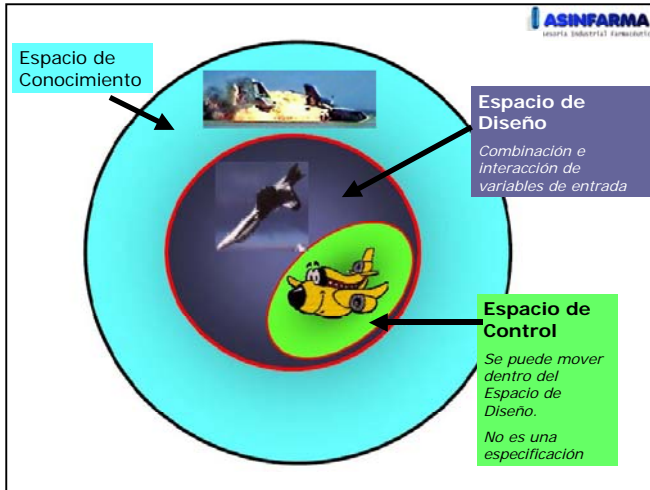 ASINFARMA
Espacio de
Conocimiento
Espacio de
Diseño
Combinación e
interacción de
variables de entrada
Espacio de
Control
Se puede mover
dentro del
Espacio de
Diseño.
No es una
especificación